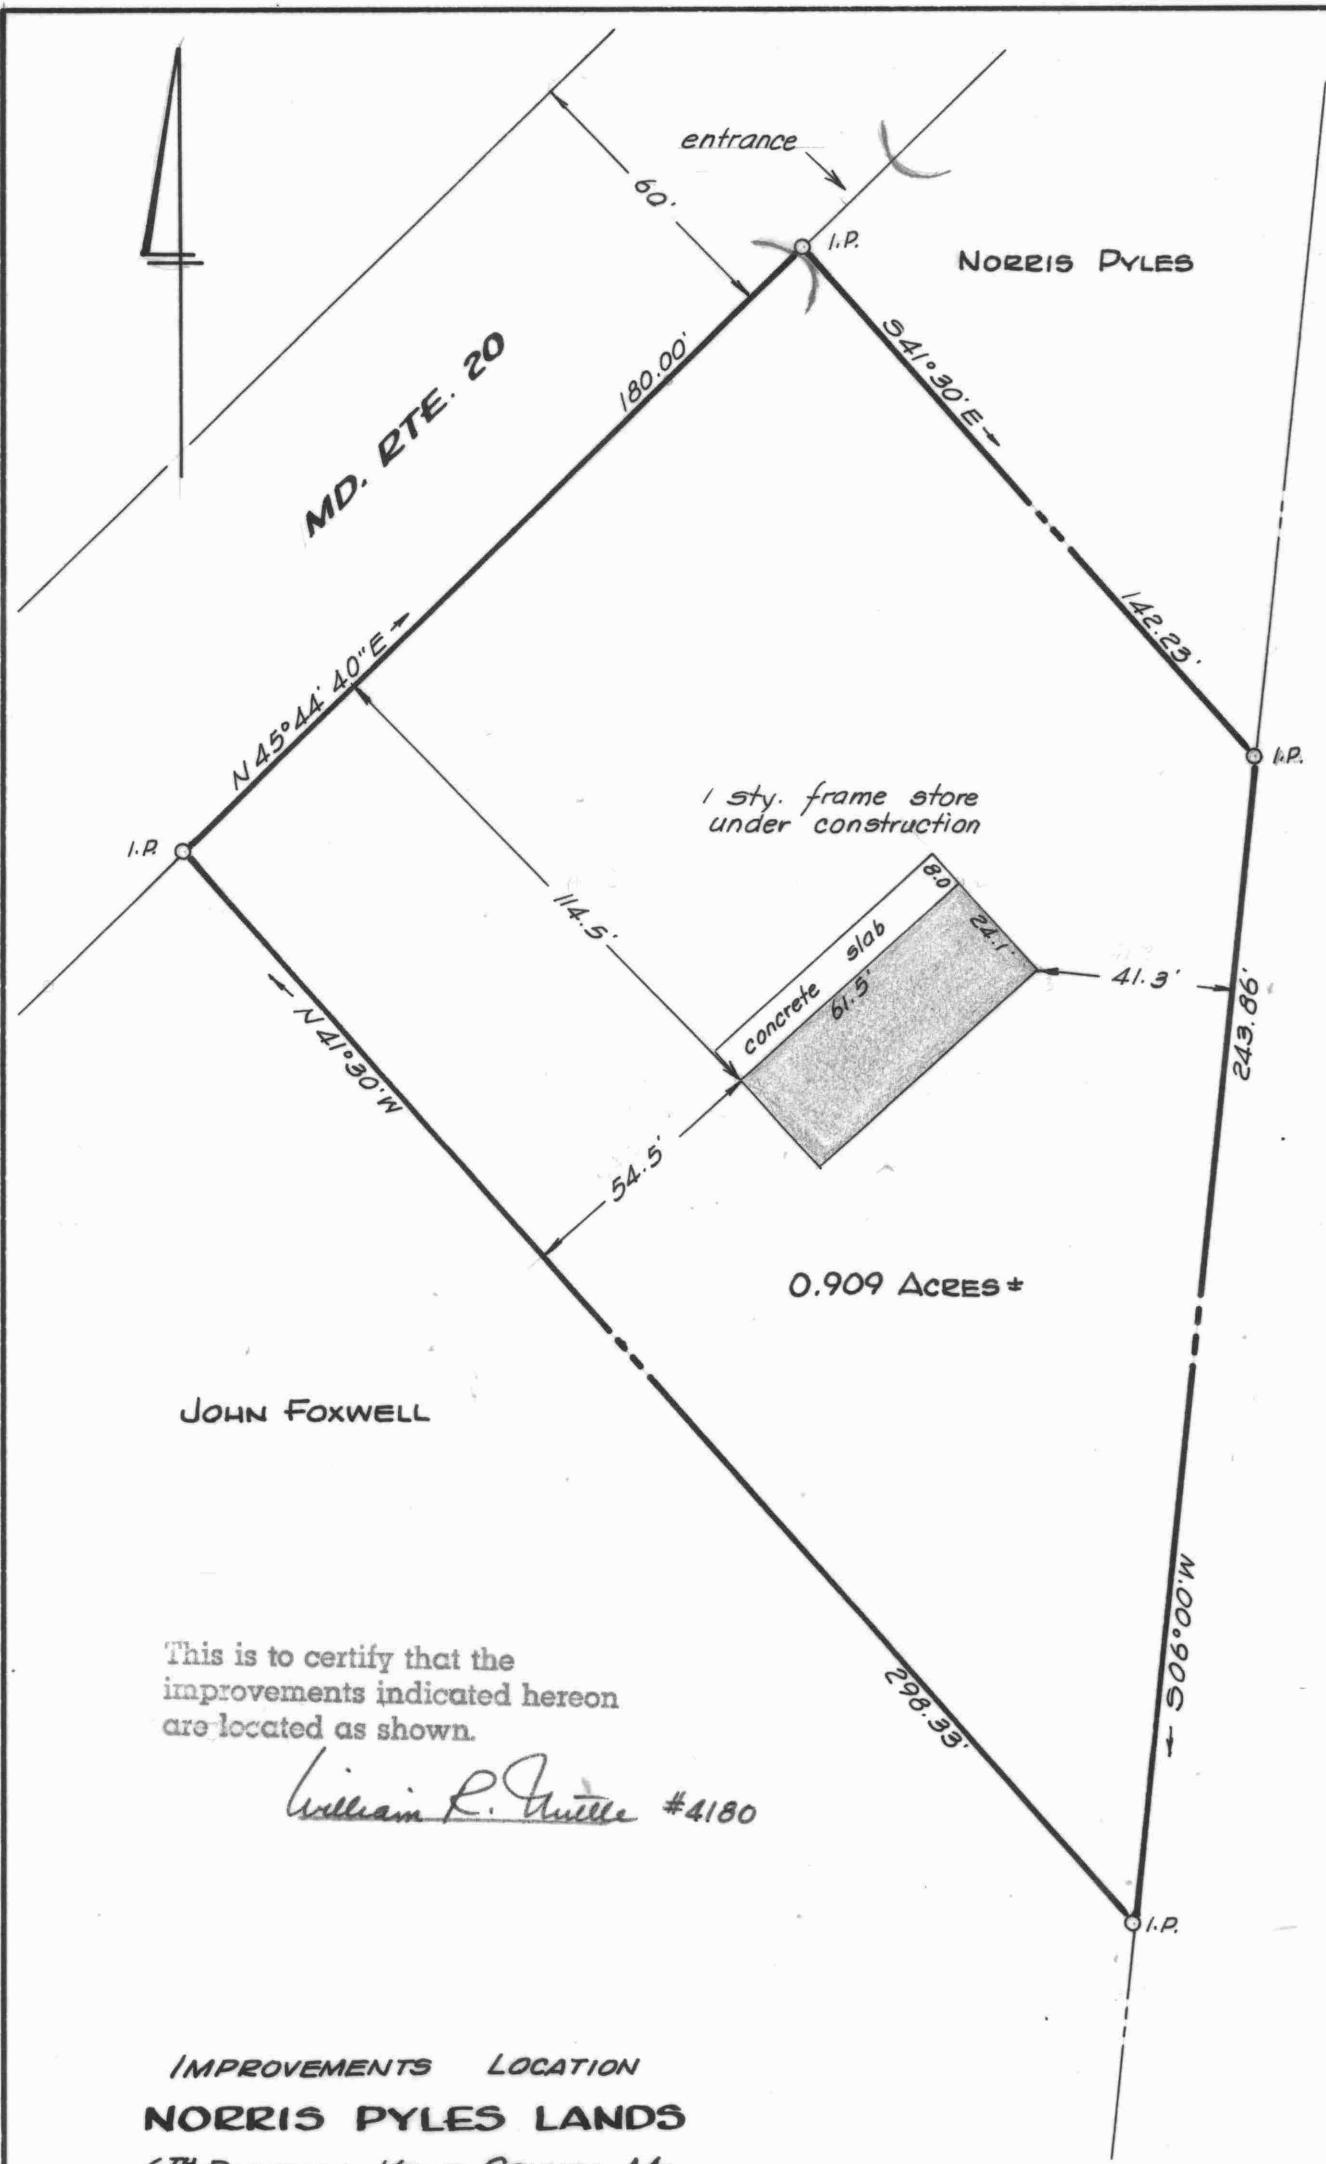 entrance
60'
I.P.
NORRIS PYLES
MD. RTE. 20
180.00'
S41°30'E
142.23'
N 45°44' 40"E
I.P.
I.P.
1 sty. frame store
under construction
8.0
24.1'
concrete slab
61.5'
114.5'
41.3'
243.86'
N41°30'W
54.5'
0.909 ACRES ±
JOHN FOXWELL
S06°00'W
298.33'
This is to certify that the
improvements indicated hereon
are located as shown.
William R. Nuttle #4180
I.P.
IMPROVEMENTS LOCATION
NORRIS PYLES LANDS